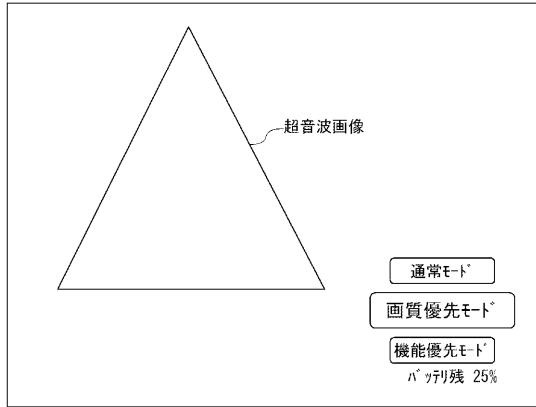 超音波画像
通常ﾓｰﾄﾞ
画質優先ﾓｰﾄﾞ
機能優先ﾓｰﾄﾞ
ﾊﾞｯﾃﾘ残 25%